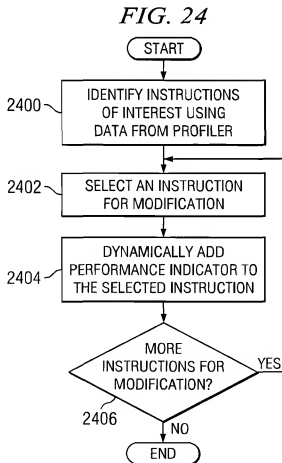 FIG. 24
START
2400
IDENTIFY INSTRUCTIONS
OF INTEREST USING
DATA FROM PROFILER
2402
SELECT AN INSTRUCTION
FOR MODIFICATION
2404
DYNAMICALLY ADD
PERFORMANCE INDICATOR TO
THE SELECTED INSTRUCTION
MORE
INSTRUCTIONS FOR
MODIFICATION?
YES
2406
NO
END